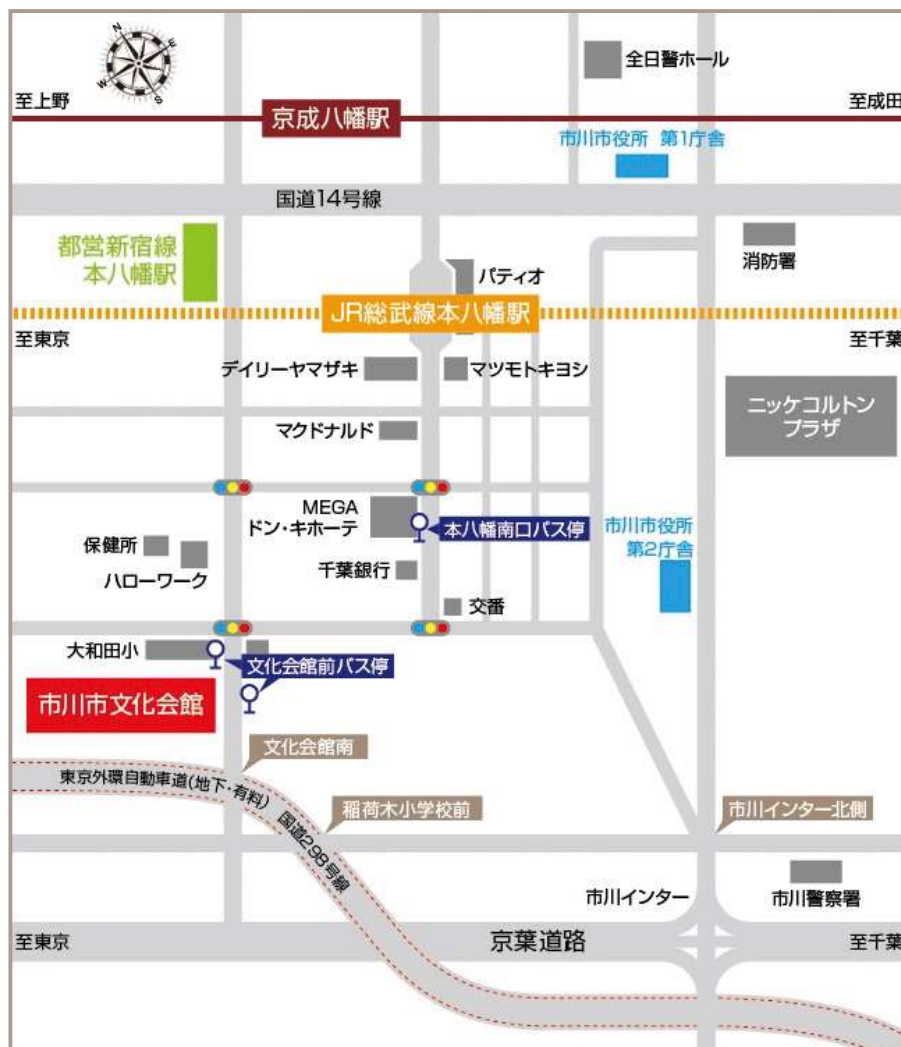 N
E
W
S
全日警ホール
至上野
至成田
京成八幡駅
市川市役所 第1庁舎
国道14号線
都営新宿線
本八幡駅
消防署
パティオ
JR総武線本八幡駅
至東京
至千葉
デイリーヤマザキ
マツモトキヨシ
ニッケコルトン
プラザ
マクドナルド
MEGA
ドン・キホーテ
本八幡南口バス停
市川市役所
第2庁舎
保健所
ハローワーク
千葉銀行
交番
大和田小
文化会館前バス停
市川市文化会館
文化会館南
東京外環自動車道(地下・有料)
国道298号線
稲荷木小学校前
市川インター北側
市川インター
市川警察署
至東京
京葉道路
至千葉